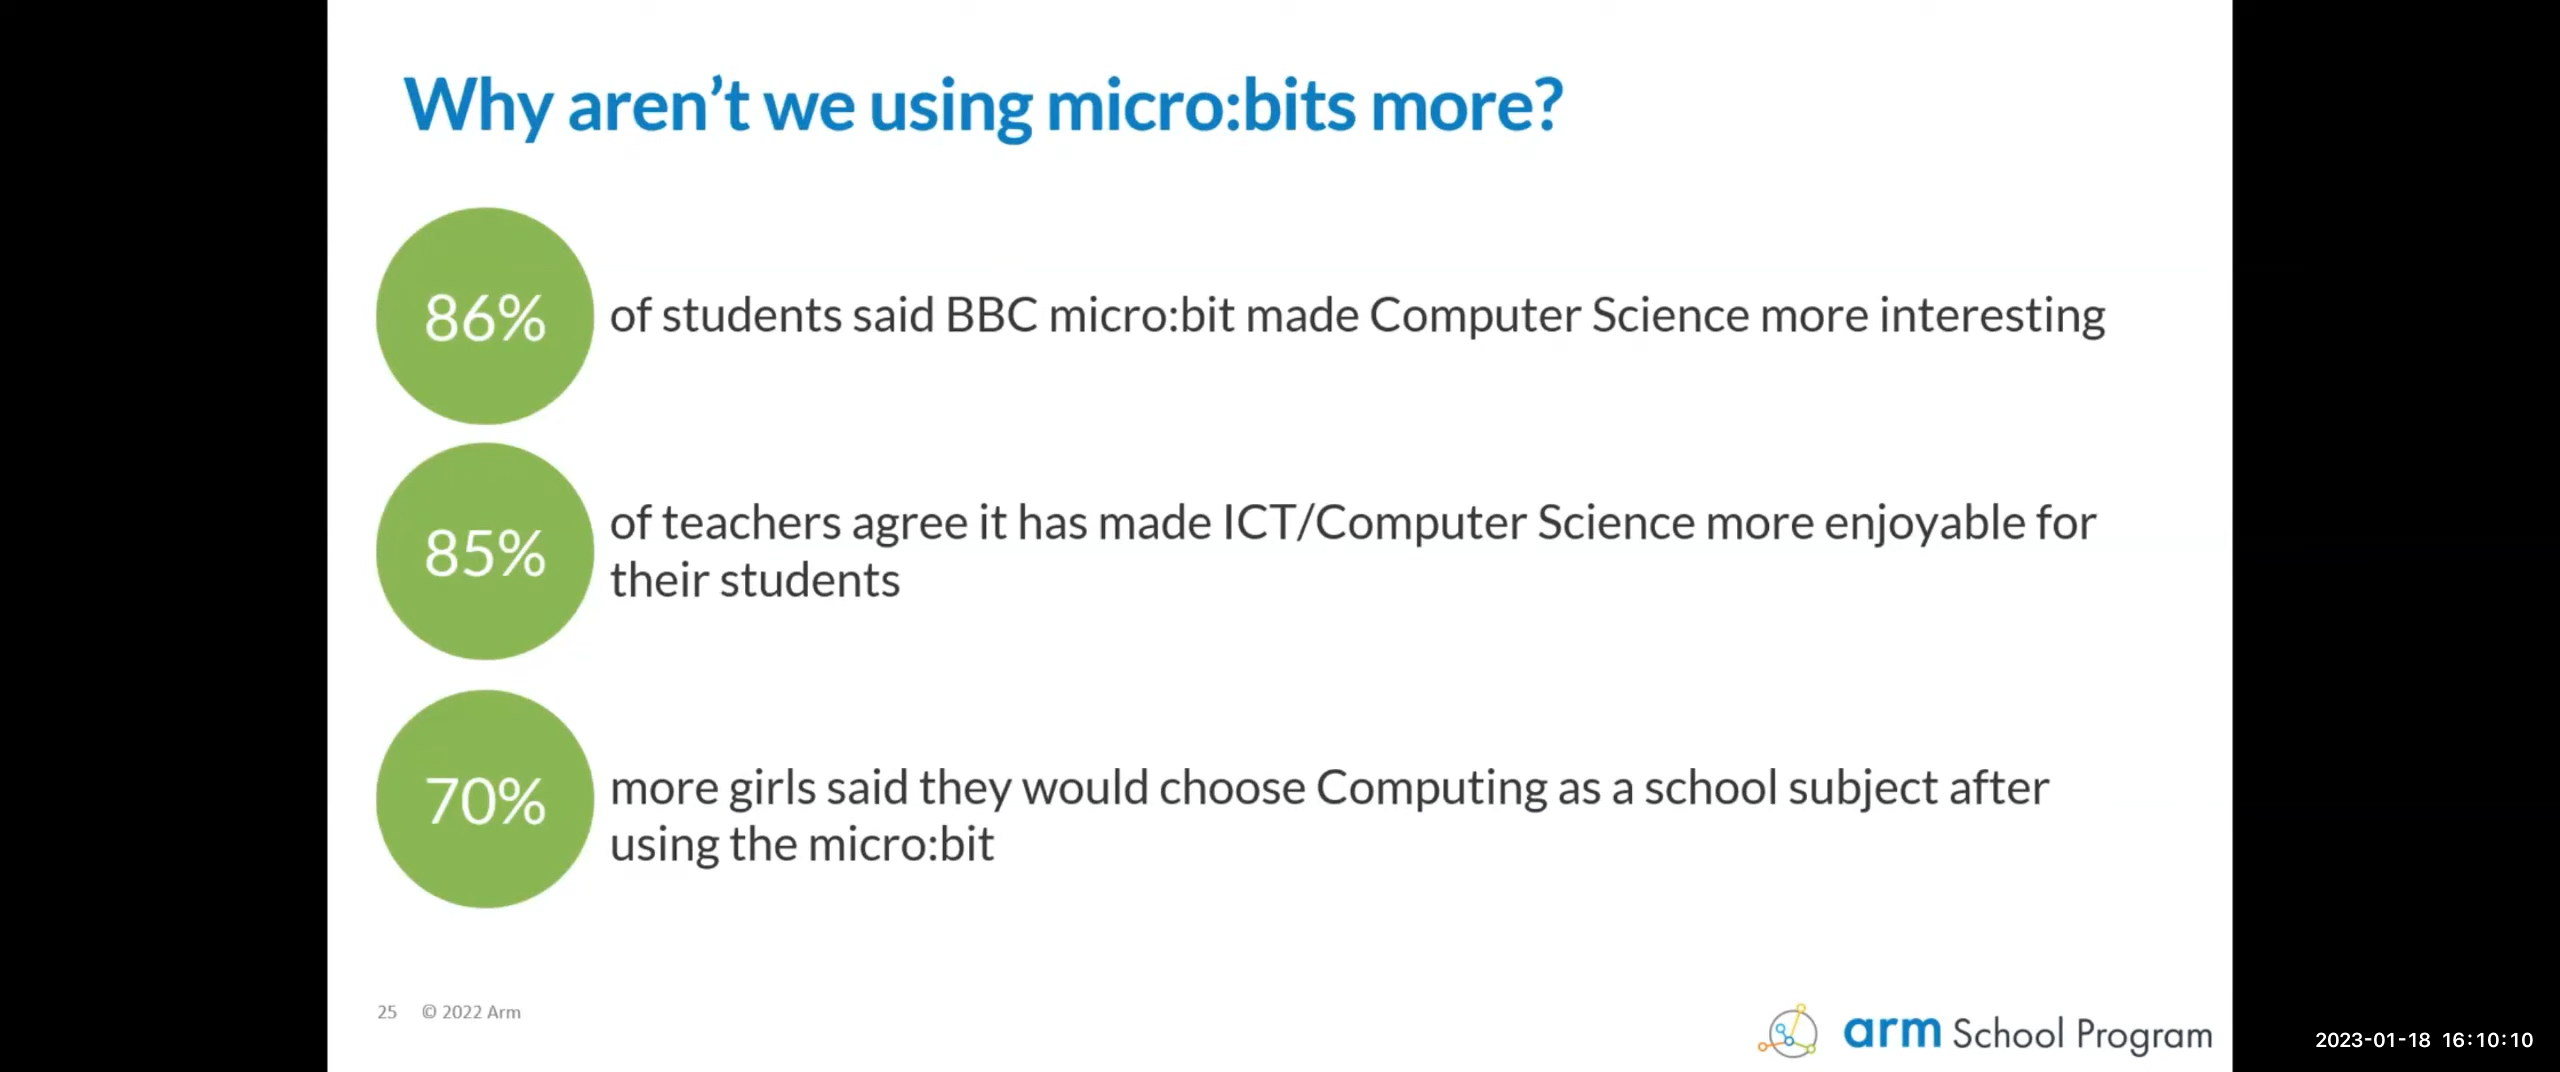 Why aren’t we using micro:bits more?
86%
of students said BBC micro:bit made Computer Science more interesting
85%
of teachers agree it has made ICT/Computer Science more enjoyable for
their students
70%
more girls said they would choose Computing as a school subject after
using the micro:bit
25 © 2022 Arm
arm School Program
2023-01-18 16:10:10